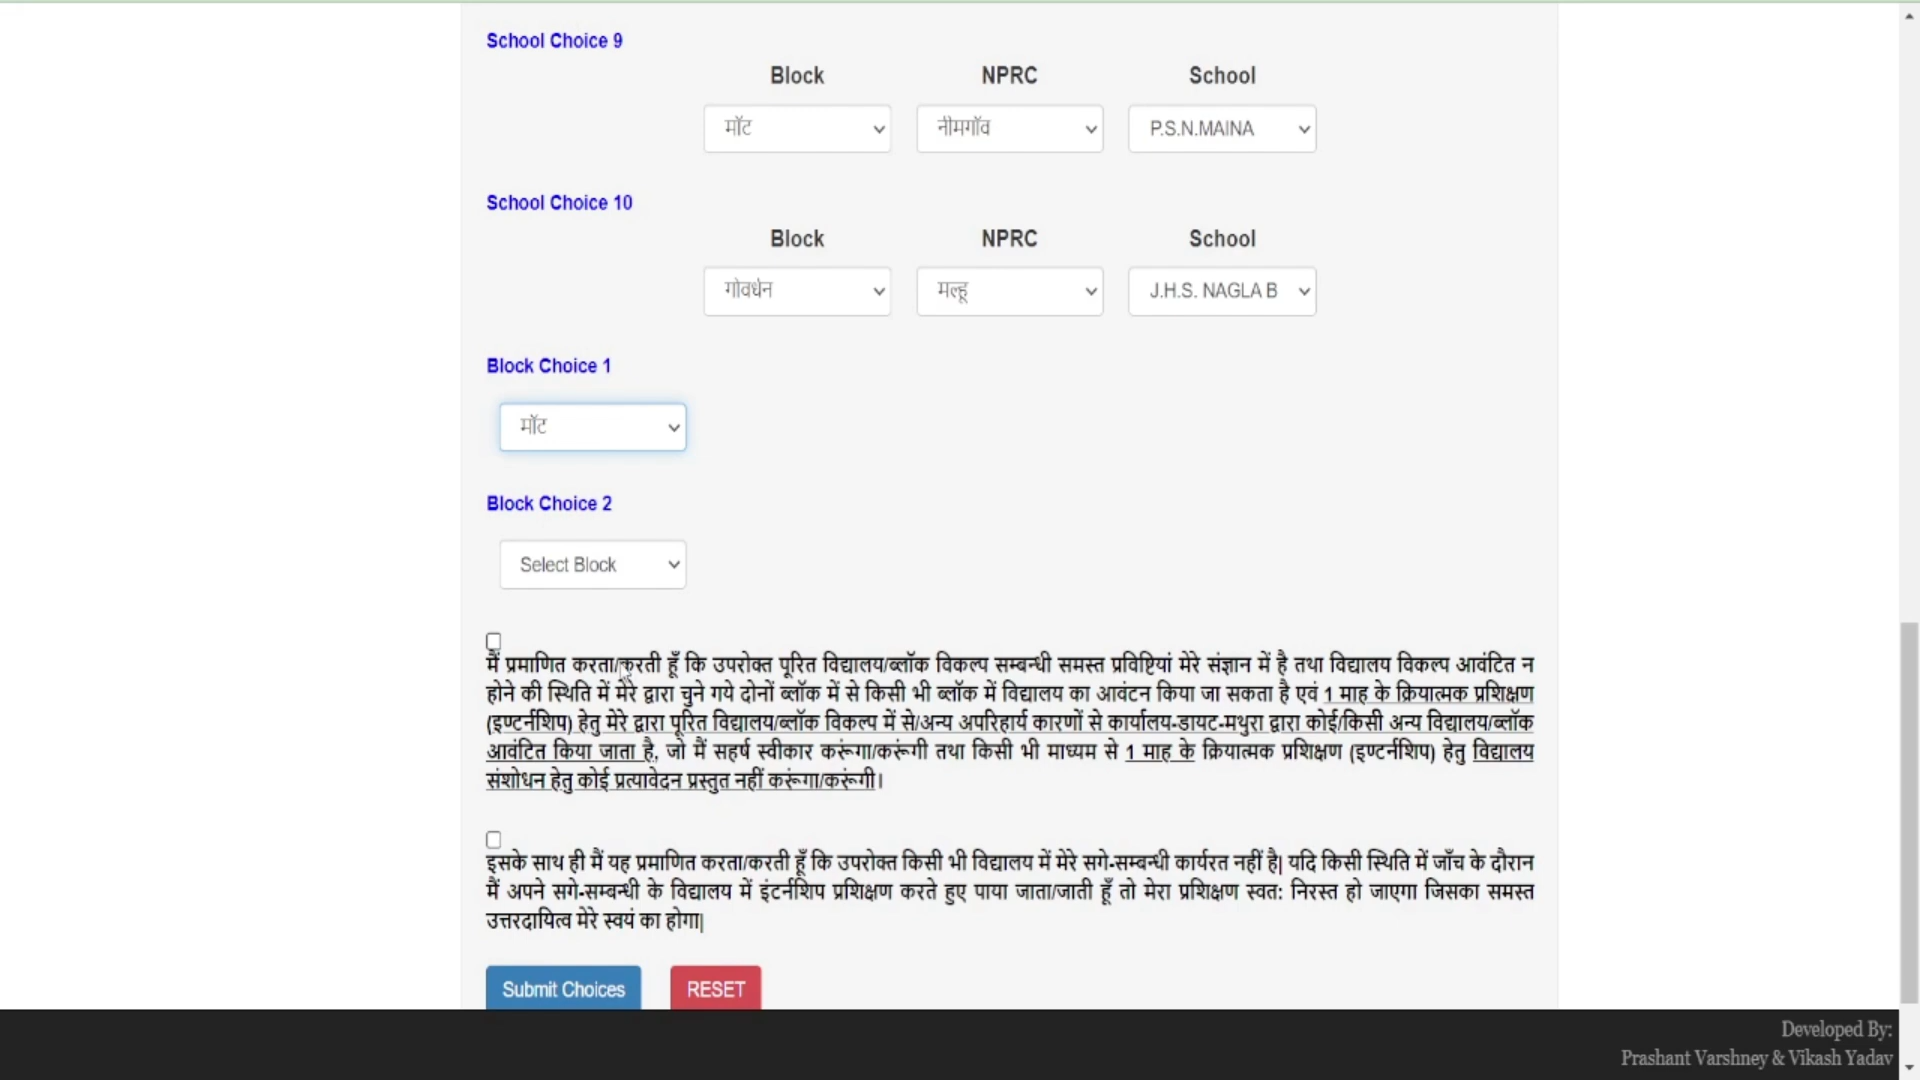 School Choice 9
Block NPRC School
मॉट नीमगॉव P.S.N.MAINA
School Choice 10
Block NPRC School
गोवर्धन मल्हू J.H.S. NAGLA B
Block Choice 1
मॉट
Block Choice 2
Select Block
मैं प्रमाणित करता/करती हूँ कि उपरोक्त पूरित विद्यालय/ब्लॉक विकल्प सम्बन्धी समस्त प्रविष्टियां मेरे संज्ञान में है तथा विद्यालय विकल्प आवंटित न
होने की स्थिति में मेरे द्वारा चुने गये दोनों ब्लॉक में से किसी भी ब्लॉक में विद्यालय का आवंटन किया जा सकता है एवं 1 माह के क्रियात्मक प्रशिक्षण
(इण्टर्नशिप) हेतु मेरे द्वारा पूरित विद्यालय/ब्लॉक विकल्प में से/अन्य अपरिहार्य कारणों से कार्यालय-डायट-मथुरा द्वारा कोई/किसी अन्य विद्यालय/ब्लॉक
आवंटित किया जाता है, जो मैं सहर्ष स्वीकार करूंगा/करूंगी तथा किसी भी माध्यम से 1 माह के क्रियात्मक प्रशिक्षण (इण्टर्नशिप) हेतु विद्यालय
संशोधन हेतु कोई प्रत्यावेदन प्रस्तुत नहीं करूंगा/करूंगी।
इसके साथ ही मैं यह प्रमाणित करता/करती हूँ कि उपरोक्त किसी भी विद्यालय में मेरे सगे-सम्बन्धी कार्यरत नहीं है| यदि किसी स्थिति में जाँच के दौरान
मैं अपने सगे-सम्बन्धी के विद्यालय में इंटर्नशिप प्रशिक्षण करते हुए पाया जाता/जाती हूँ तो मेरा प्रशिक्षण स्वत: निरस्त हो जाएगा जिसका समस्त
उत्तरदायित्व मेरे स्वयं का होगा|
Submit Choices RESET
Developed By:
Prashant Varshney & Vikash Yadav